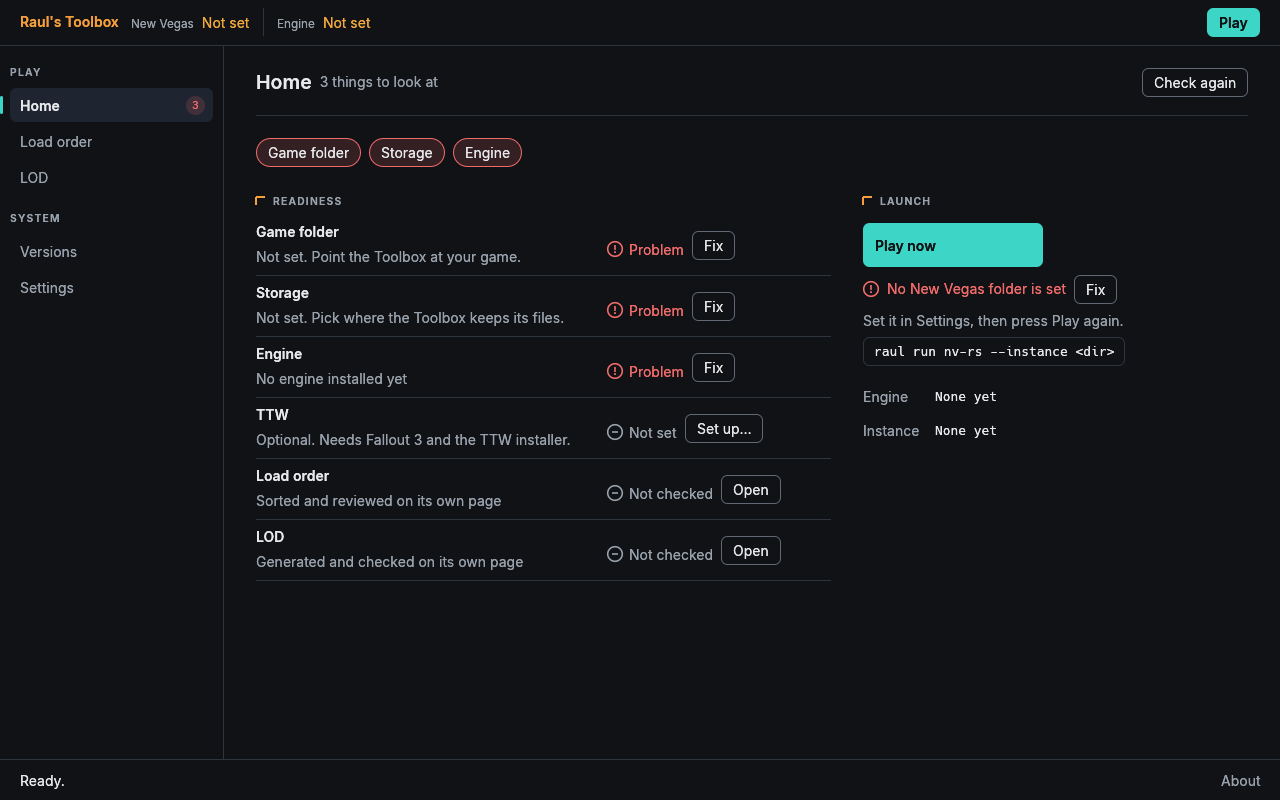 Raul's Toolbox New Vegas Not set Engine Not set Play
PLAY
Home 3
Load order
LOD
SYSTEM
Versions
Settings
Home 3 things to look at Check again
Game folder Storage Engine
READINESS
Game folder
Not set. Point the Toolbox at your game.
Problem Fix
Storage
Not set. Pick where the Toolbox keeps its files.
Problem Fix
Engine
No engine installed yet
Problem Fix
TTW
Optional. Needs Fallout 3 and the TTW installer.
Not set Set up...
Load order
Sorted and reviewed on its own page
Not checked Open
LOD
Generated and checked on its own page
Not checked Open
LAUNCH
Play now
No New Vegas folder is set Fix
Set it in Settings, then press Play again.
raul run nv-rs --instance <dir>
Engine None yet
Instance None yet
Ready. About